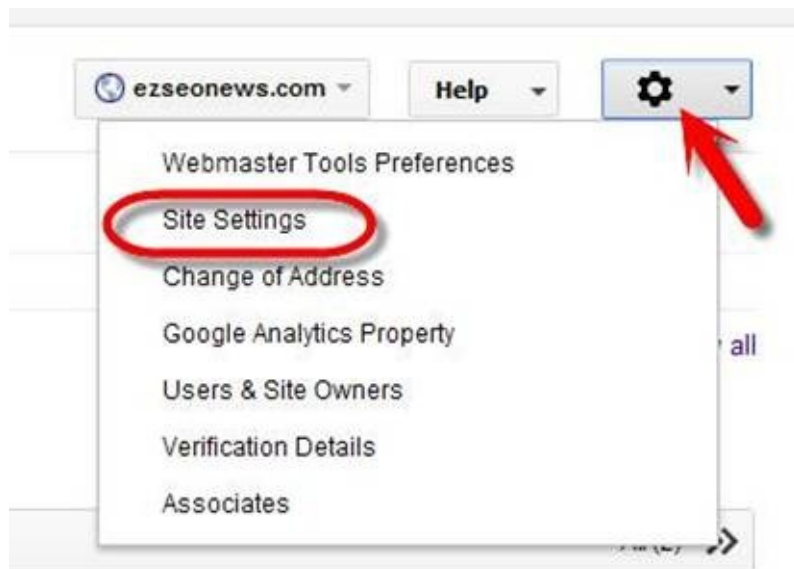 ezseonews.com
Help
Webmaster Tools Preferences
Site Settings
Change of Address
Google Analytics Property
all
Users & Site Owners
Verification Details
Associates